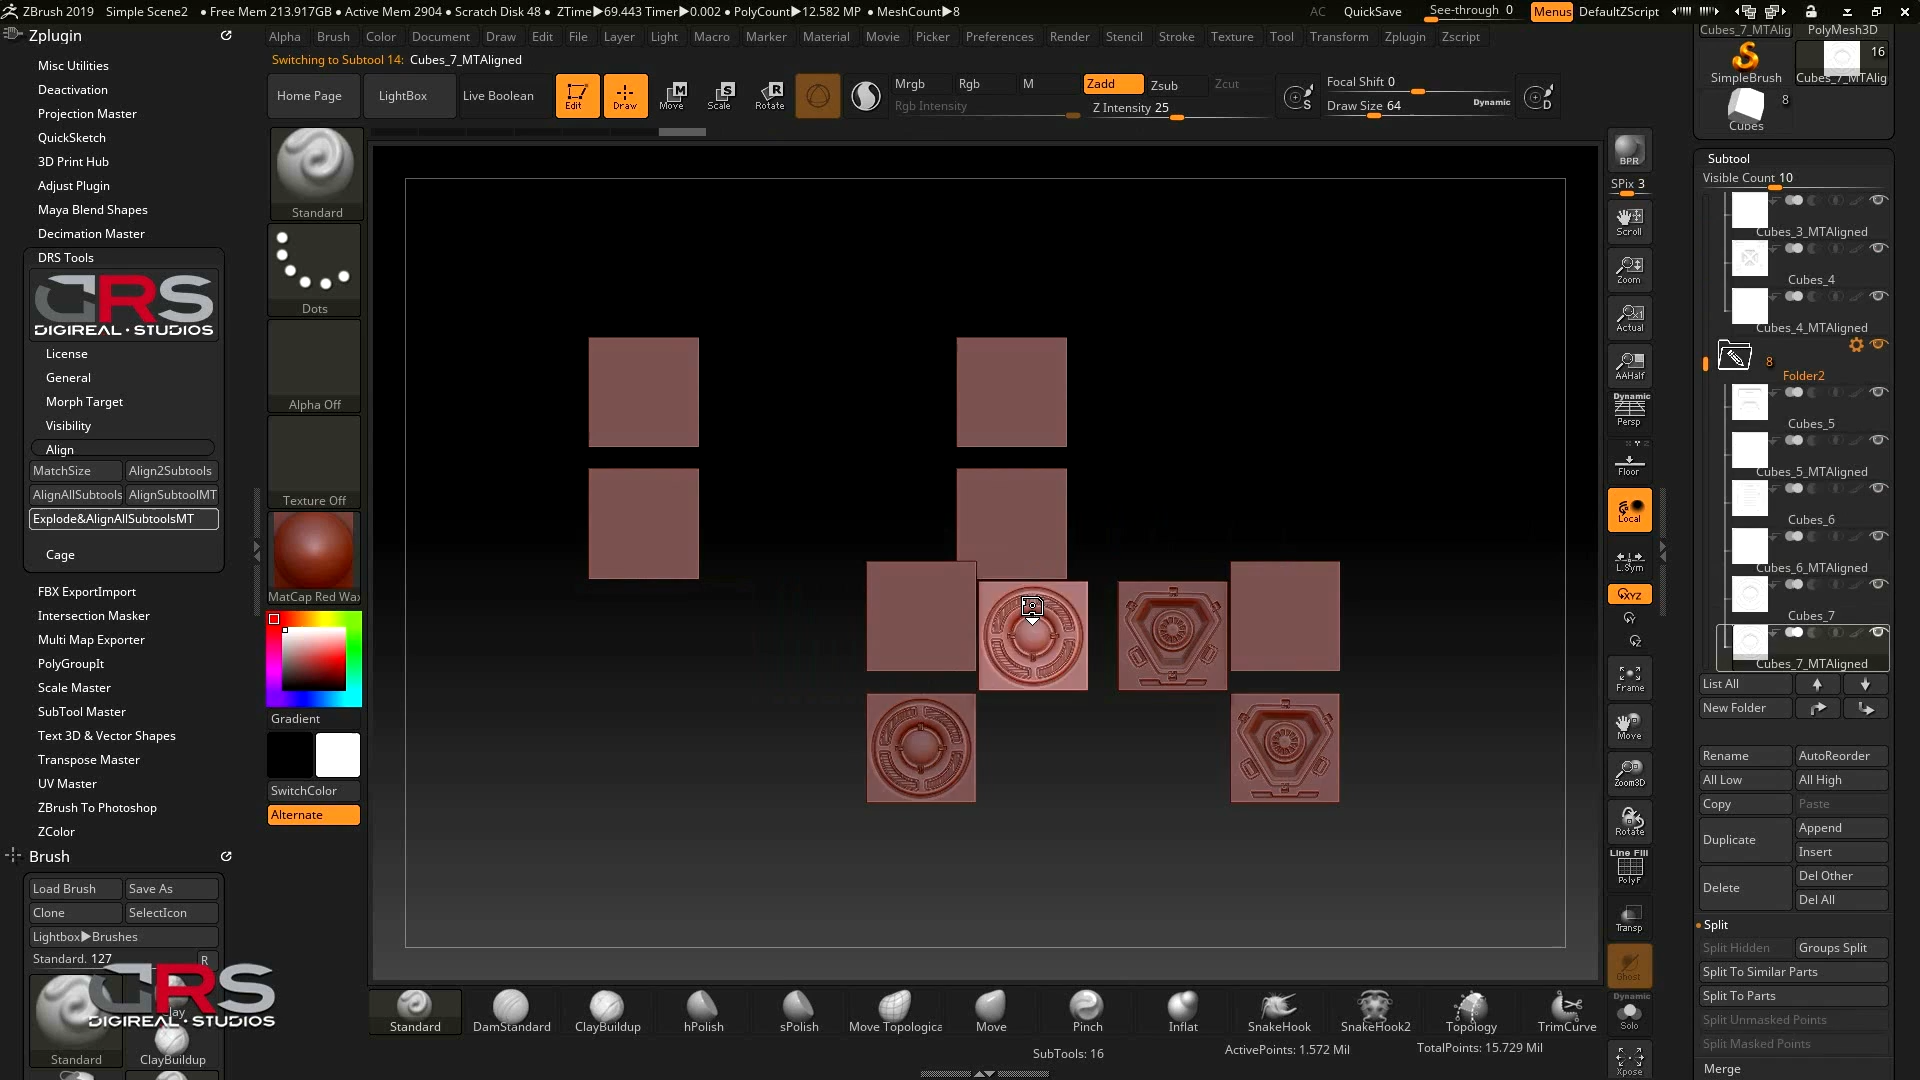 ZBrush 2019 Simple Scene2 ● Free Mem 213.917GB ● Active Mem 2904 ● Scratch Disk 48 ● ZTime▶69.443 Timer▶0.002 ● PolyCount▶12.582 MP ● MeshCount▶8
AC QuickSave See-through 0 Menus DefaultZScript
Zplugin
Alpha Brush Color Document Draw Edit File Layer Light Macro Marker Material Movie Picker Preferences Render Stencil Stroke Texture Tool Transform Zplugin Zscript
Switching to Subtool 14: Cubes_7_MTAligned
Home Page LightBox Live Boolean Edit Draw Move Scale Rotate
Mrgb Rgb M Zadd Zsub Zcut
Rgb Intensity Z Intensity 25
Focal Shift 0
Draw Size 64 Dynamic
S D
Misc Utilities
Deactivation
Projection Master
QuickSketch
3D Print Hub
Adjust Plugin
Maya Blend Shapes
Decimation Master
DRS Tools
DRS
DIGIREAL·STUDIOS
License
General
Morph Target
Visibility
Align
MatchSize Align2Subtools
AlignAllSubtools AlignSubtoolMT
Explode&AlignAllSubtoolsMT
Cage
FBX ExportImport
Intersection Master
Multi Map Exporter
PolyGroupIt
Scale Master
SubTool Master
Text 3D & Vector Shapes
Transpose Master
UV Master
ZBrush To Photoshop
ZColor
Brush
Load Brush Save As
Clone SelectIcon
Lightbox▶Brushes
Standard. 127 R
DRS
DIGIREAL·STUDIOS
Standard ClayBuildup
Standard
Dots
Alpha Off
Texture Off
MatCap Red Wax
Gradient
SwitchColor
Alternate
Standard DamStandard ClayBuildup hPolish sPolish Move Topologica Move Pinch Inflat SnakeHook SnakeHook2 Topology TrimCurve
SubTools: 16 ActivePoints: 1.572 Mil TotalPoints: 15.729 Mil
BPR
SPix 3
Scroll
Zoom
Actual
AAHalf
Dynamic
Persp
Floor
Local
L.Sym
XYZ
Frame
Move
Zoom3D
Rotate
Line Fill
PolyF
Transp
Ghost
Dynamic
Solo
Xpose
Cubes_7_MTAlig PolyMesh3D
16
SimpleBrush Cubes_7_MTAlig
8
Cubes
Subtool
Visible Count 10
Cubes_3_MTAligned
Cubes_4
Cubes_4_MTAligned
8
Folder2
Cubes_5
Cubes_5_MTAligned
Cubes_6
Cubes_6_MTAligned
Cubes_7
Cubes_7_MTAligned
List All
New Folder
Rename AutoReorder
All Low All High
Copy Paste
Duplicate Append
Insert
Delete Del Other
Del All
Split
Split Hidden Groups Split
Split To Similar Parts
Split To Parts
Split Unmasked Points
Split Masked Points
Merge